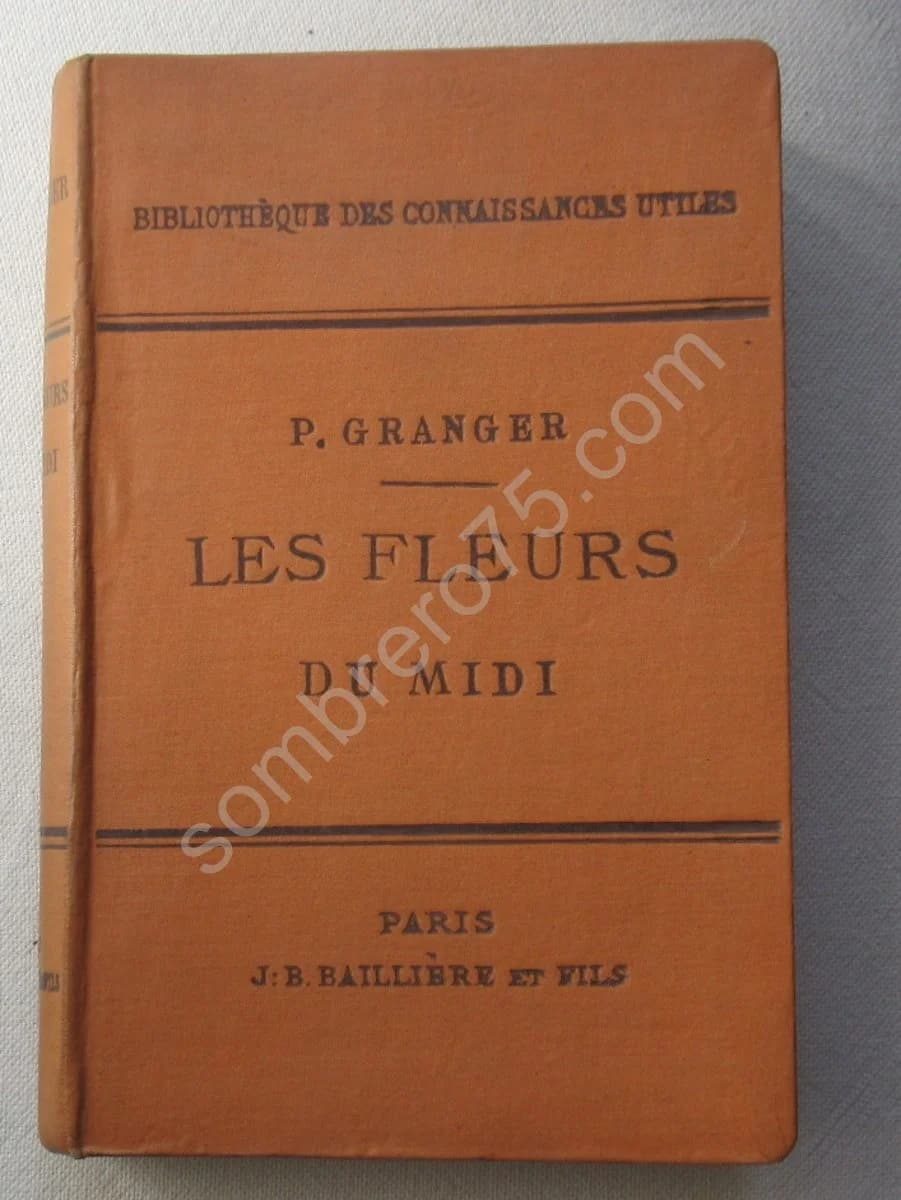 BIBLIOTHÈQUE DES CONNAISSANCES UTILES
P. GRANGER
LES FLEURS
DU MIDI
PARIS
J.-B. BAILLIÈRE ET FILS
sombrero75.com